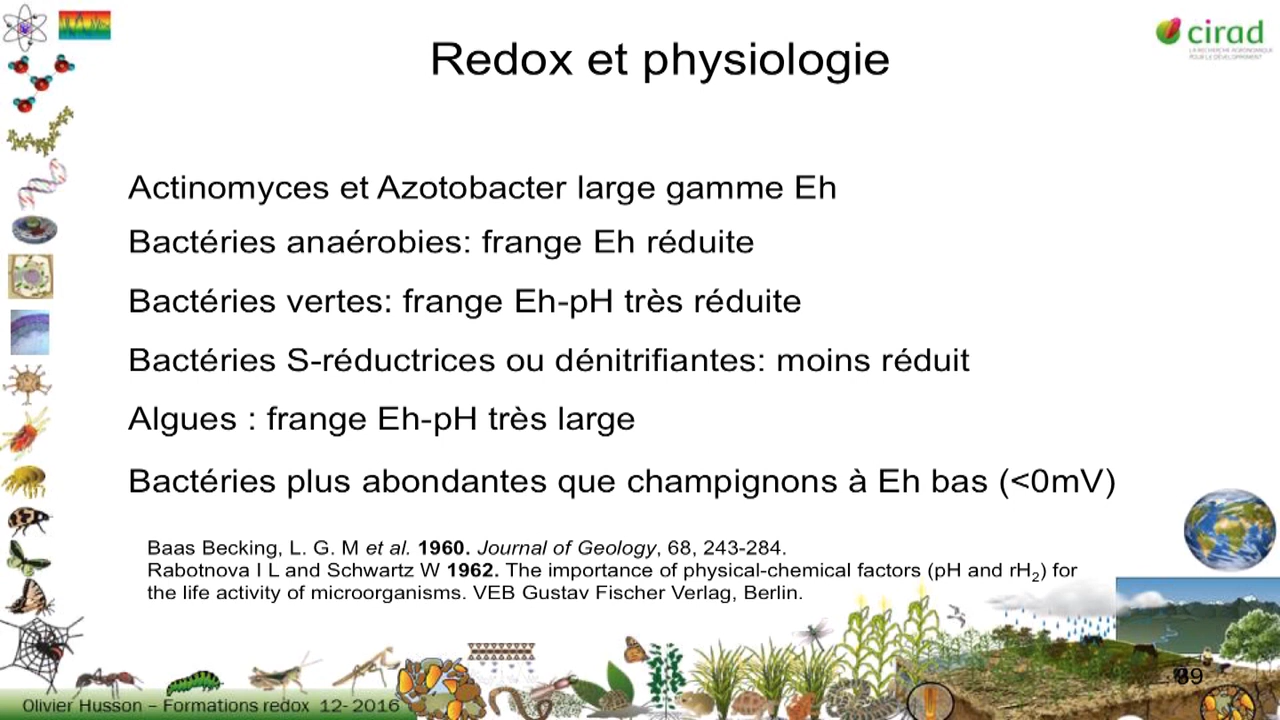 Redox et physiologie
cirad
LA RECHERCHE AGRONOMIQUE
POUR LE DÉVELOPPEMENT
Actinomyces et Azotobacter large gamme Eh
Bactéries anaérobies: frange Eh réduite
Bactéries vertes: frange Eh-pH très réduite
Bactéries S-réductrices ou dénitrifiantes: moins réduit
Algues : frange Eh-pH très large
Bactéries plus abondantes que champignons à Eh bas (<0mV)
Baas Becking, L. G. M et al. 1960. Journal of Geology, 68, 243-284.
Rabotnova I L and Schwartz W 1962. The importance of physical-chemical factors (pH and rH2) for
the life activity of microorganisms. VEB Gustav Fischer Verlag, Berlin.
Olivier Husson – Formations redox 12- 2016